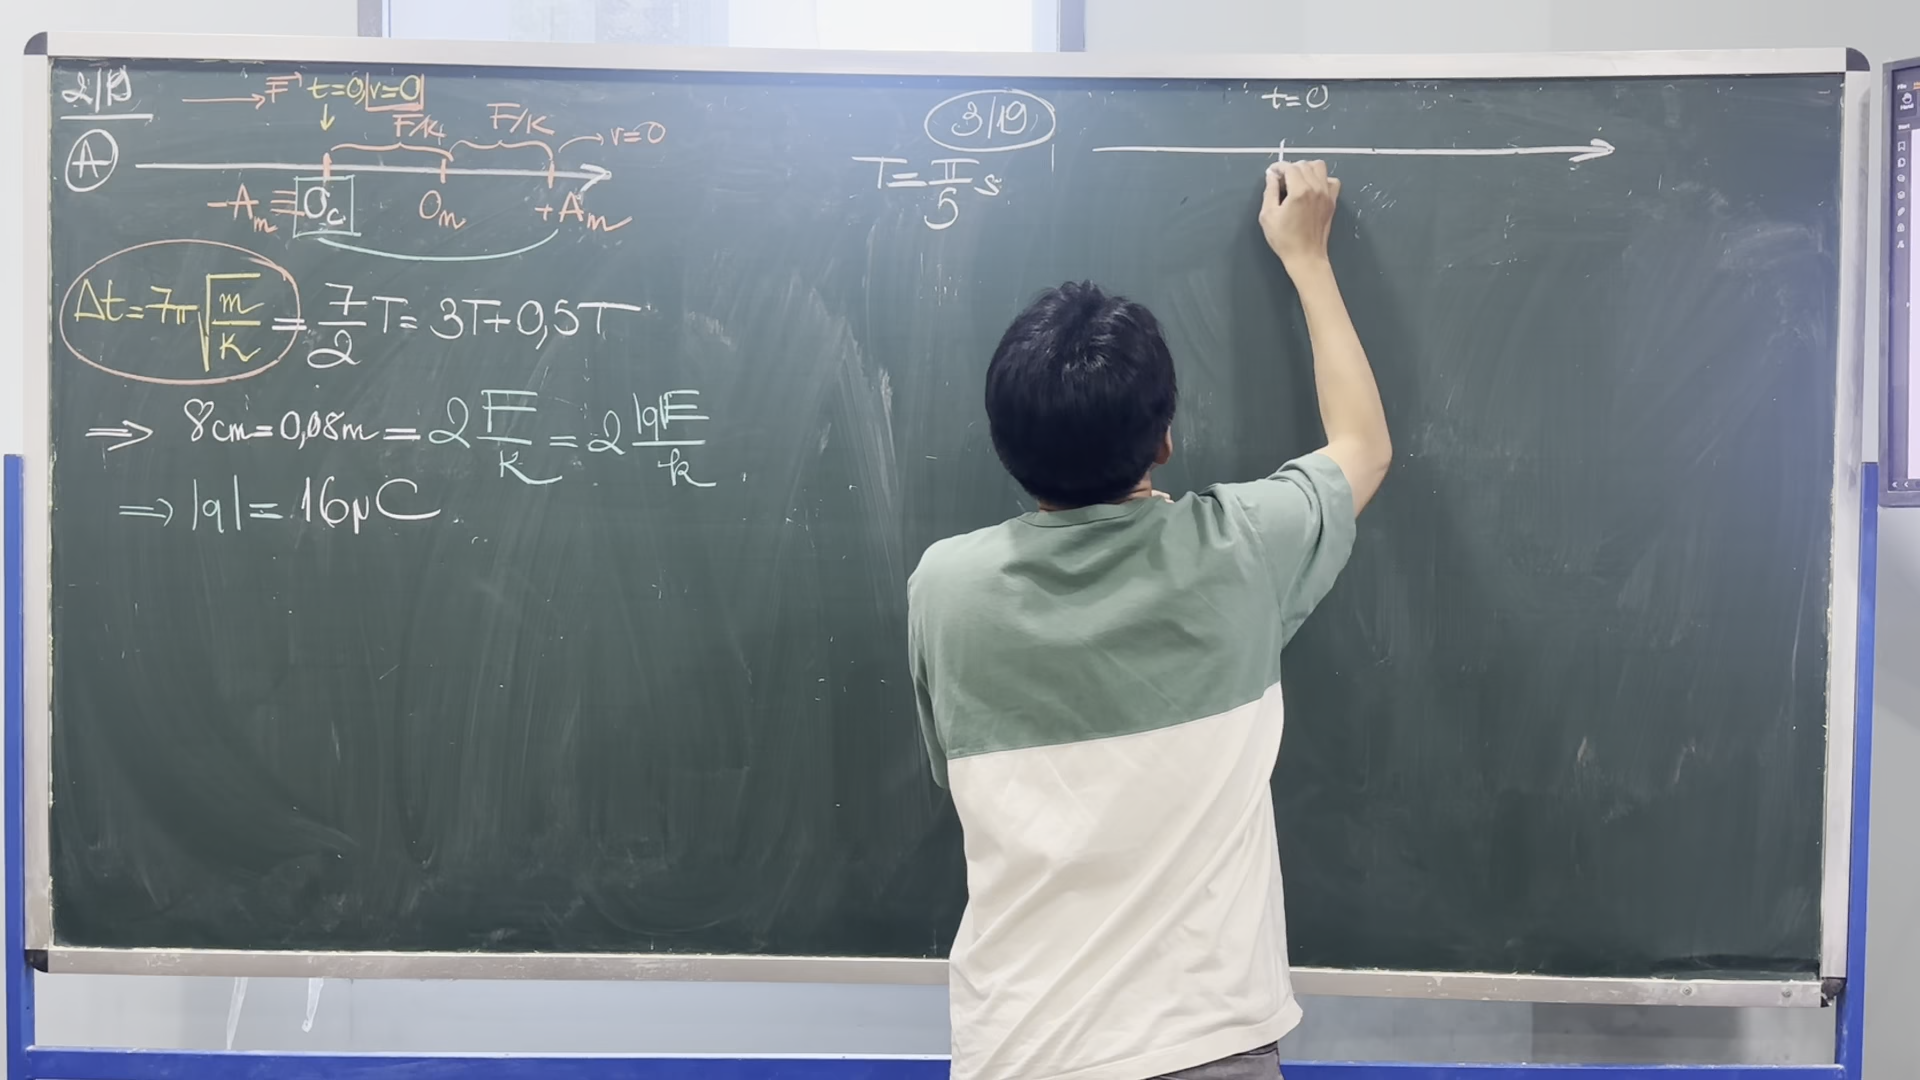 2/19
A
F t=0 v=0
F/k F/k v=0
-Aₘ ≡ O꜀ Oₘ +Aₘ
Δt=7π√(m/k) = 7/2 T = 3T+0,5T
⇒ 8cm = 0,08m = 2 F/k = 2 |q|E/k
⇒ |q| = 16μC
3/19
T = π/5 s
t=0